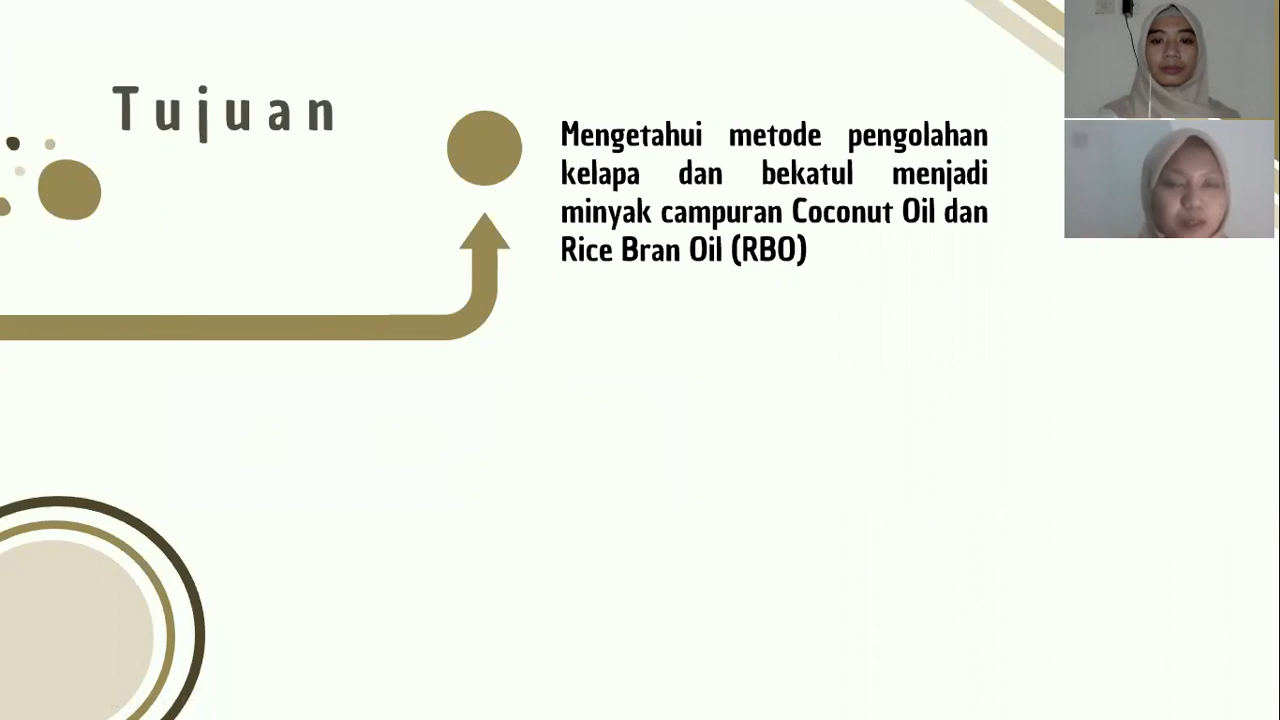 Tujuan
Mengetahui metode pengolahan
kelapa dan bekatul menjadi
minyak campuran Coconut Oil dan
Rice Bran Oil (RBO)